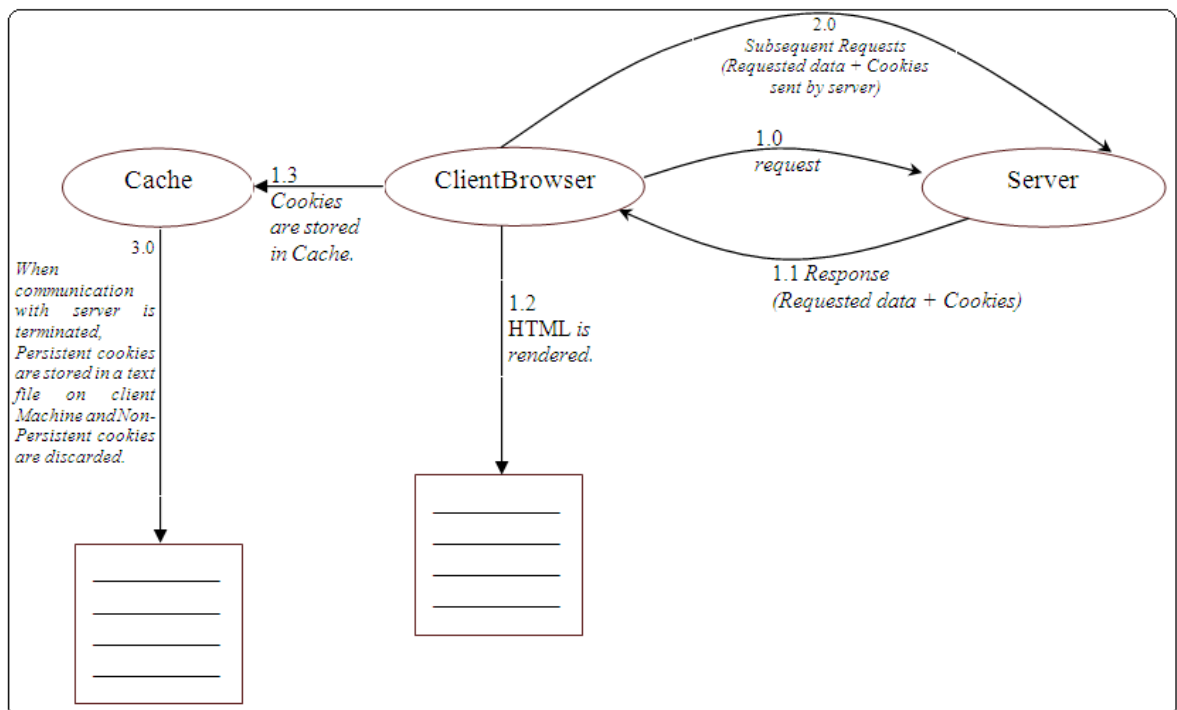 2.0
Subsequent Requests
(Requested data + Cookies
sent by server)
1.0
request
Cache
1.3
Cookies
are stored
in Cache.
ClientBrowser
Server
1.1 Response
(Requested data + Cookies)
3.0
When
communication
with server is
terminated,
Persistent cookies
are stored in a text
file on client
Machine and Non-
Persistent cookies
are discarded.
1.2
HTML is
rendered.